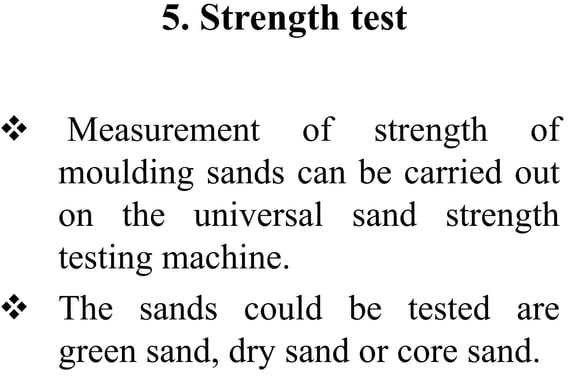 5. Strength test
❖ Measurement of strength of
moulding sands can be carried out
on the universal sand strength
testing machine.
❖ The sands could be tested are
green sand, dry sand or core sand.